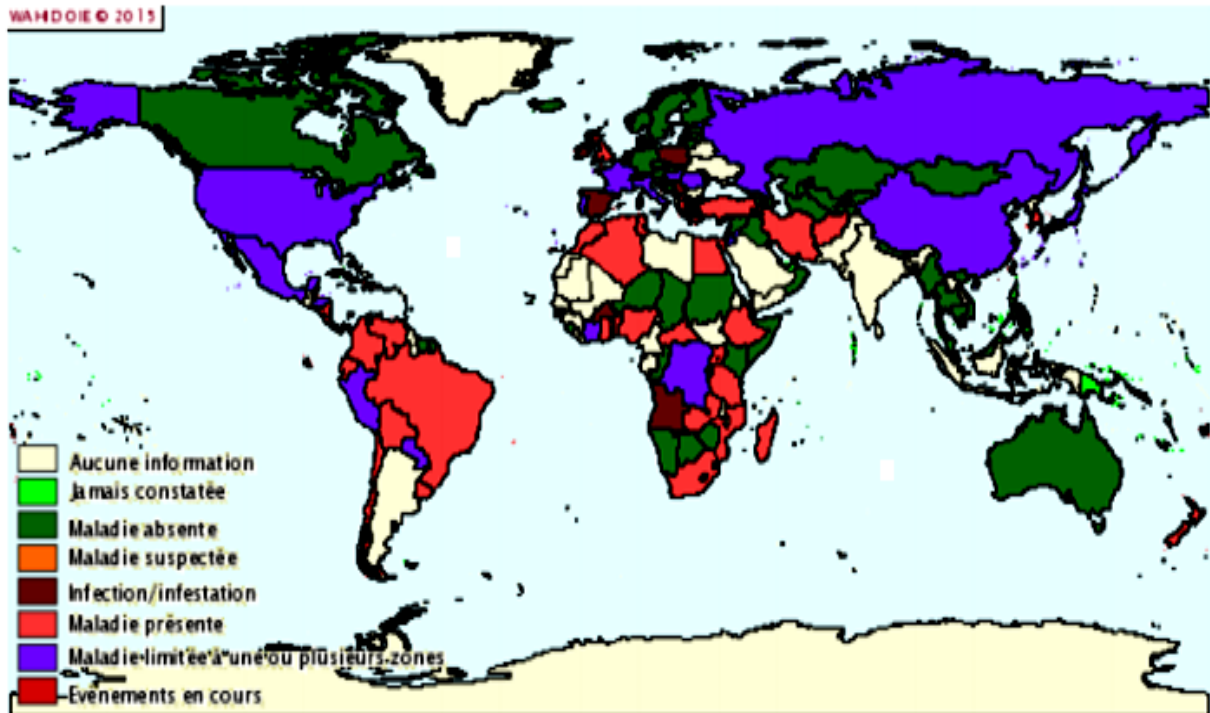 WAHID OIE © 2015
Aucune information
Jamais constatée
Maladie absente
Maladie suspectée
Infection/infestation
Maladie présente
Maladie limitée à une ou plusieurs zones
Evénements en cours